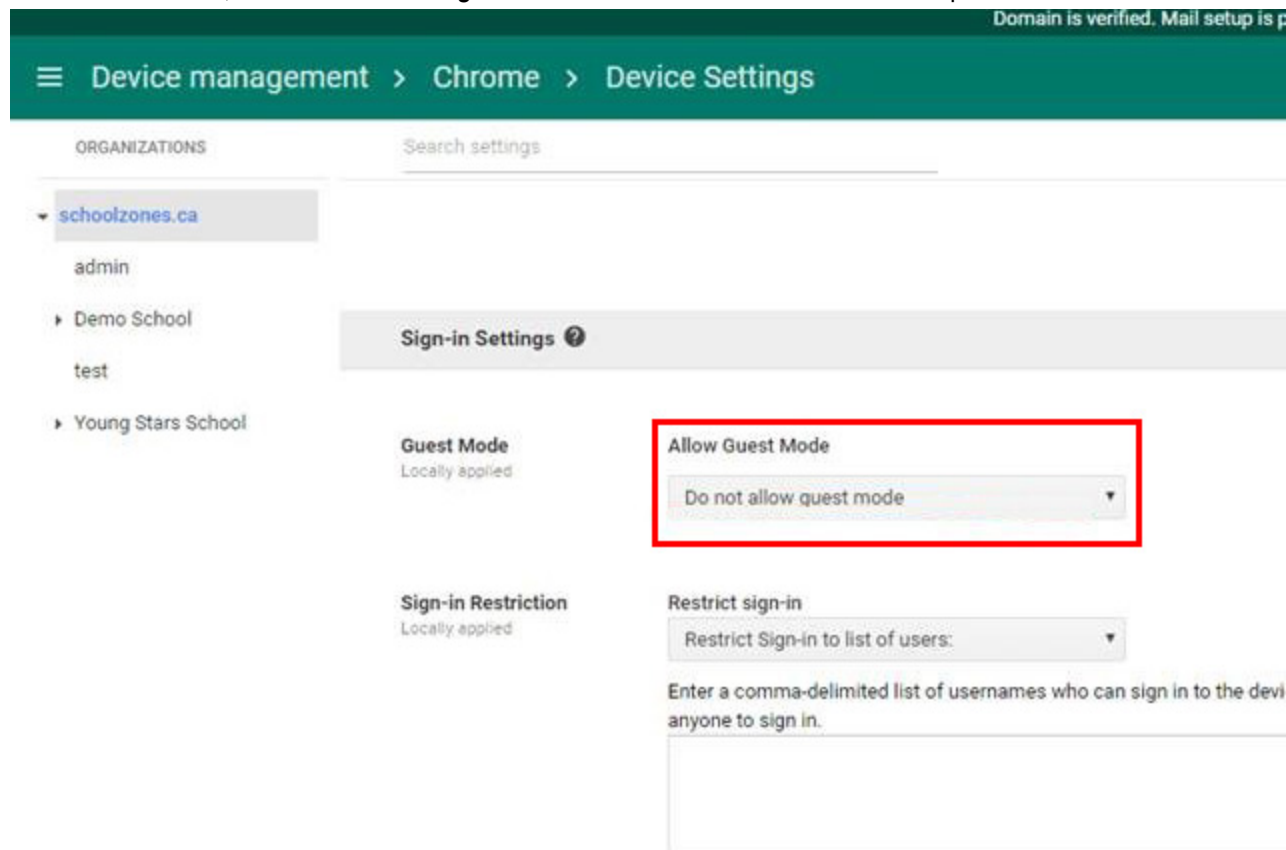 Domain is verified. Mail setup is p
Device management > Chrome > Device Settings
ORGANIZATIONS
Search settings
schoolzones.ca
admin
Demo School
test
Young Stars School
Sign-in Settings
Guest Mode
Locally applied
Allow Guest Mode
Do not allow guest mode
Sign-in Restriction
Locally applied
Restrict sign-in
Restrict Sign-in to list of users:
Enter a comma-delimited list of usernames who can sign in to the devi
anyone to sign in.